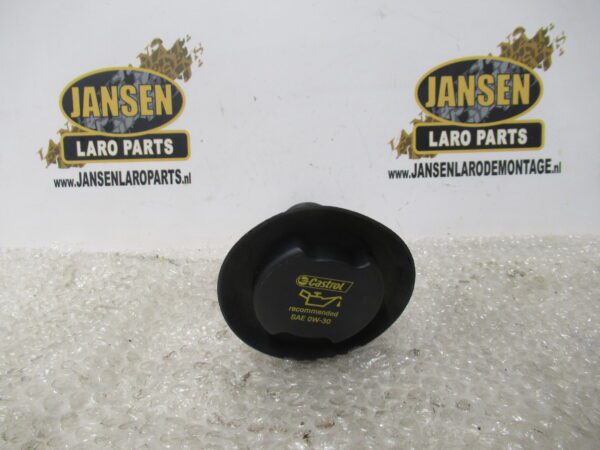 JANSEN
LARO PARTS
www.JANSENLAROPARTS.nl
JANSEN
LARO PARTS
www.JANSENLARODEMONTAGE.nl
Castrol
recommended
SAE 0W-30